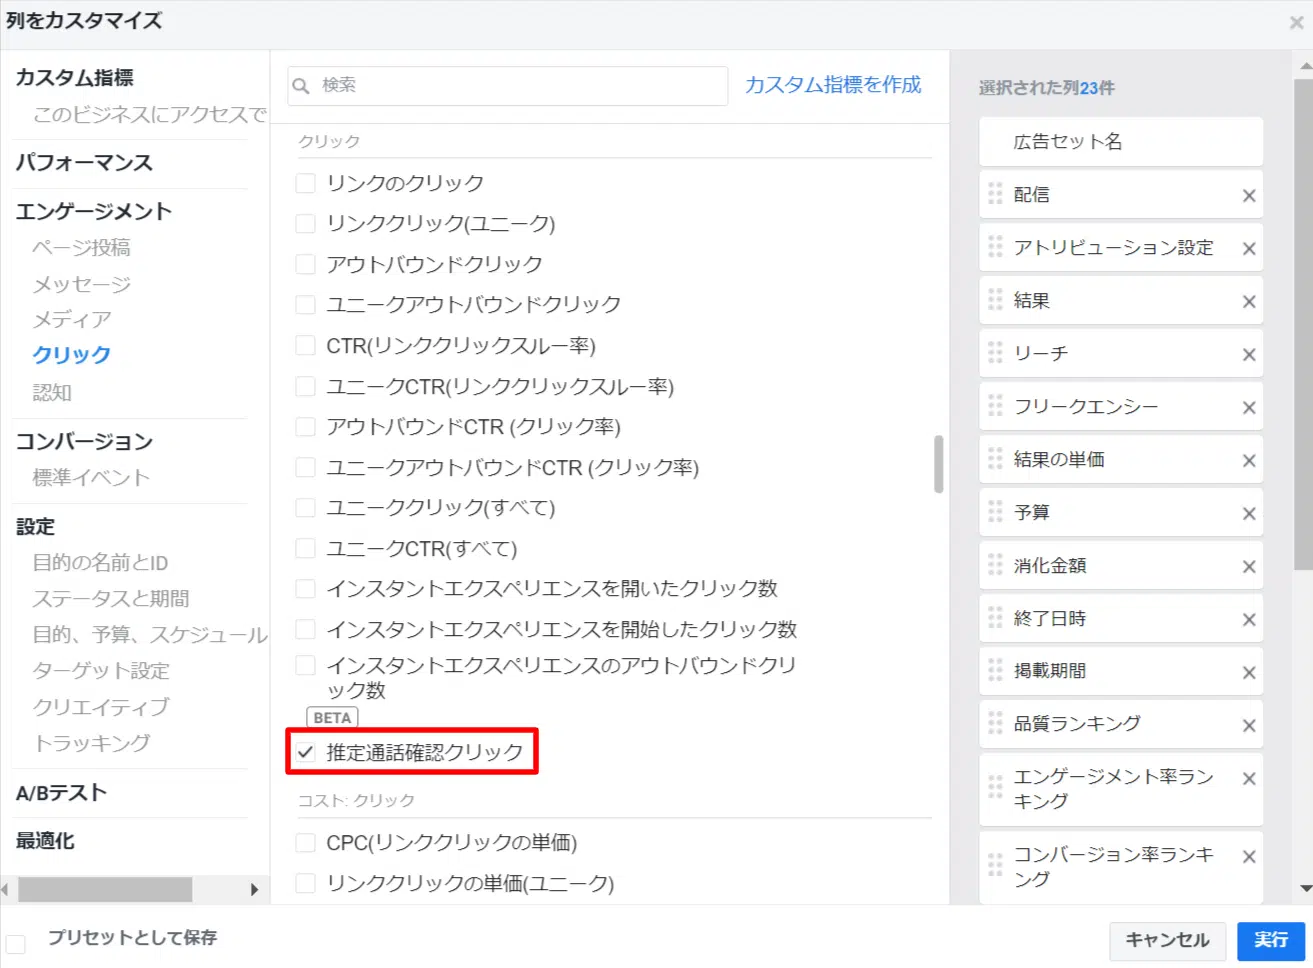 列をカスタマイズ
カスタム指標
このビジネスにアクセスで
パフォーマンス
エンゲージメント
ページ投稿
メッセージ
メディア
クリック
認知
コンバージョン
標準イベント
設定
目的の名前とID
ステータスと期間
目的、予算、スケジュール
ターゲット設定
クリエイティブ
トラッキング
A/Bテスト
最適化
検索
カスタム指標を作成
クリック
リンクのクリック
リンククリック(ユニーク)
アウトバウンドクリック
ユニークアウトバウンドクリック
CTR(リンククリックスルー率)
ユニークCTR(リンククリックスルー率)
アウトバウンドCTR (クリック率)
ユニークアウトバウンドCTR (クリック率)
ユニーククリック(すべて)
ユニークCTR(すべて)
インスタントエクスペリエンスを開いたクリック数
インスタントエクスペリエンスを開始したクリック数
インスタントエクスペリエンスのアウトバウンドクリ
ック数
BETA
推定通話確認クリック
コスト: クリック
CPC(リンククリックの単価)
リンククリックの単価(ユニーク)
選択された列23件
広告セット名
配信
アトリビューション設定
結果
リーチ
フリークエンシー
結果の単価
予算
消化金額
終了日時
掲載期間
品質ランキング
エンゲージメント率ラン
キング
コンバージョン率ランキ
ング
プリセットとして保存
キャンセル
実行